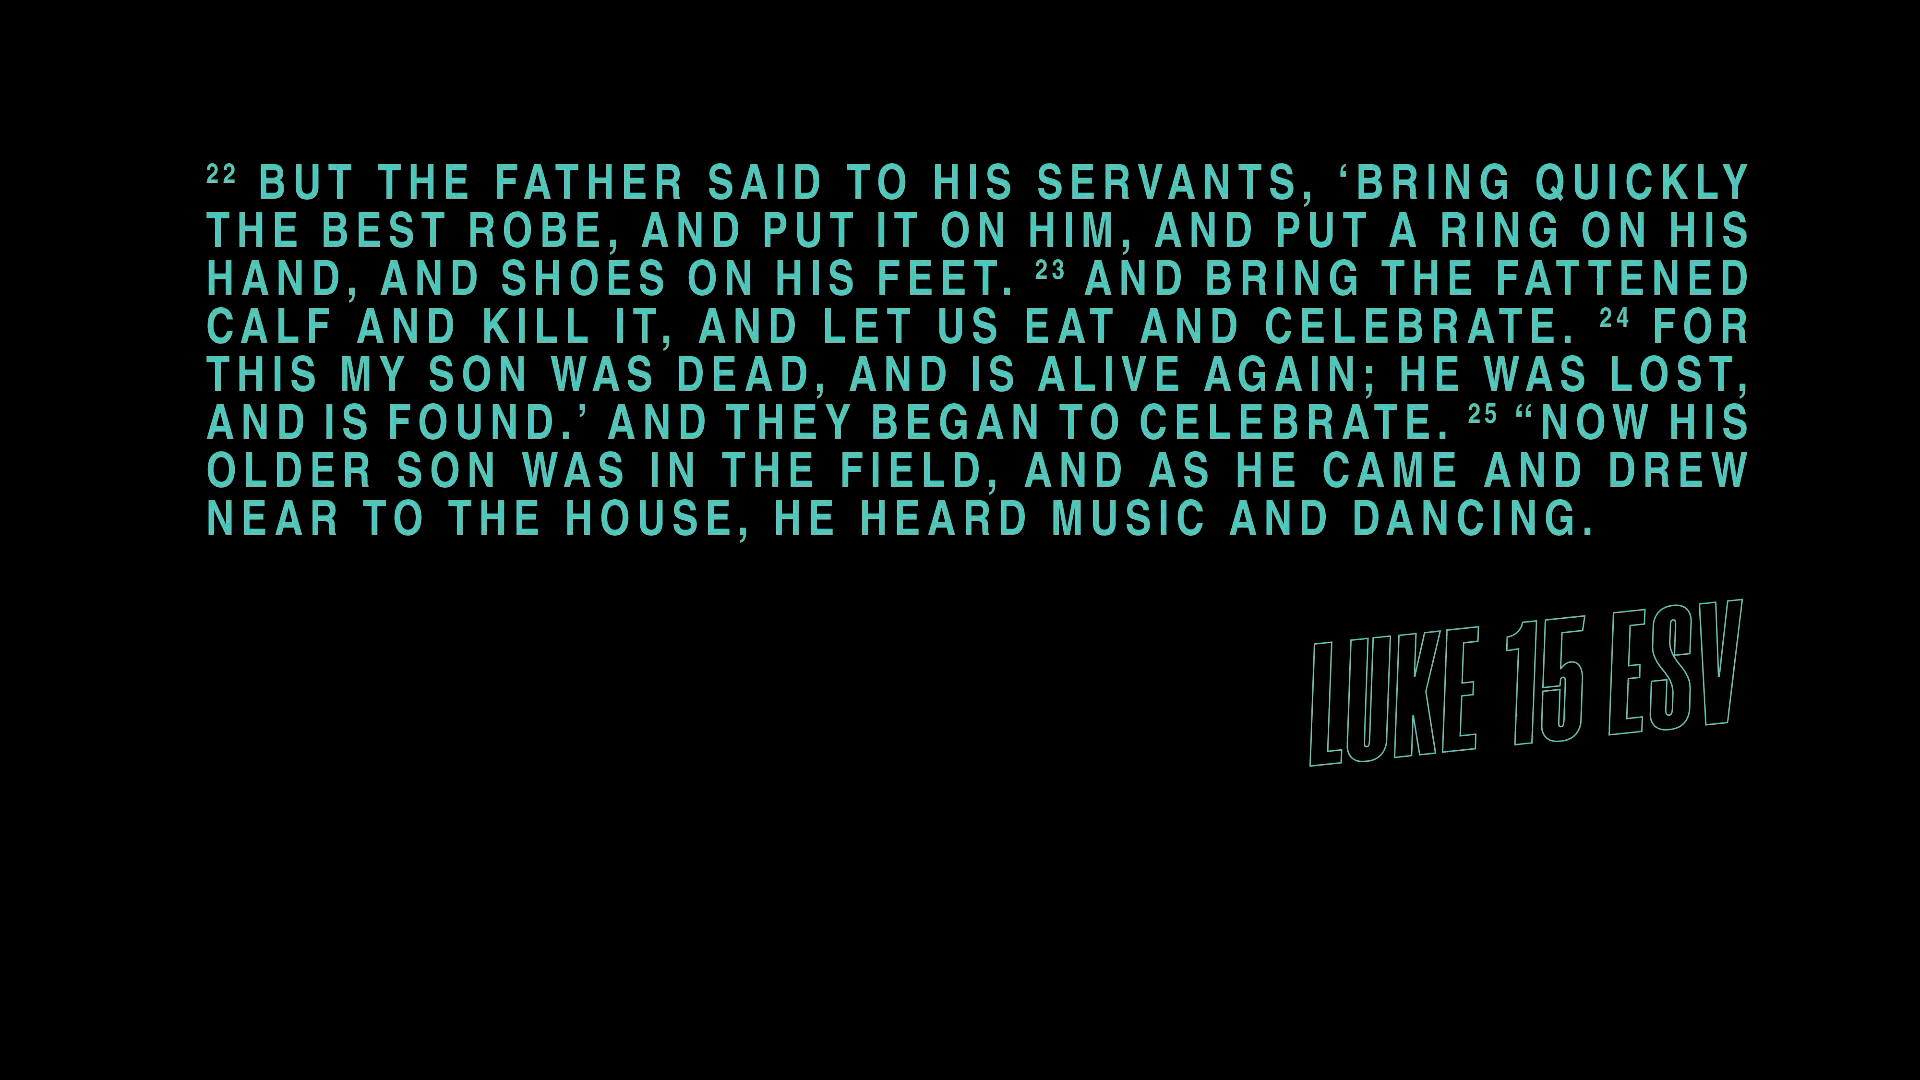 ²² BUT THE FATHER SAID TO HIS SERVANTS, ‘BRING QUICKLY
THE BEST ROBE, AND PUT IT ON HIM, AND PUT A RING ON HIS
HAND, AND SHOES ON HIS FEET. ²³ AND BRING THE FATTENED
CALF AND KILL IT, AND LET US EAT AND CELEBRATE. ²⁴ FOR
THIS MY SON WAS DEAD, AND IS ALIVE AGAIN; HE WAS LOST,
AND IS FOUND.’ AND THEY BEGAN TO CELEBRATE. ²⁵ “NOW HIS
OLDER SON WAS IN THE FIELD, AND AS HE CAME AND DREW
NEAR TO THE HOUSE, HE HEARD MUSIC AND DANCING.
LUKE 15 ESV